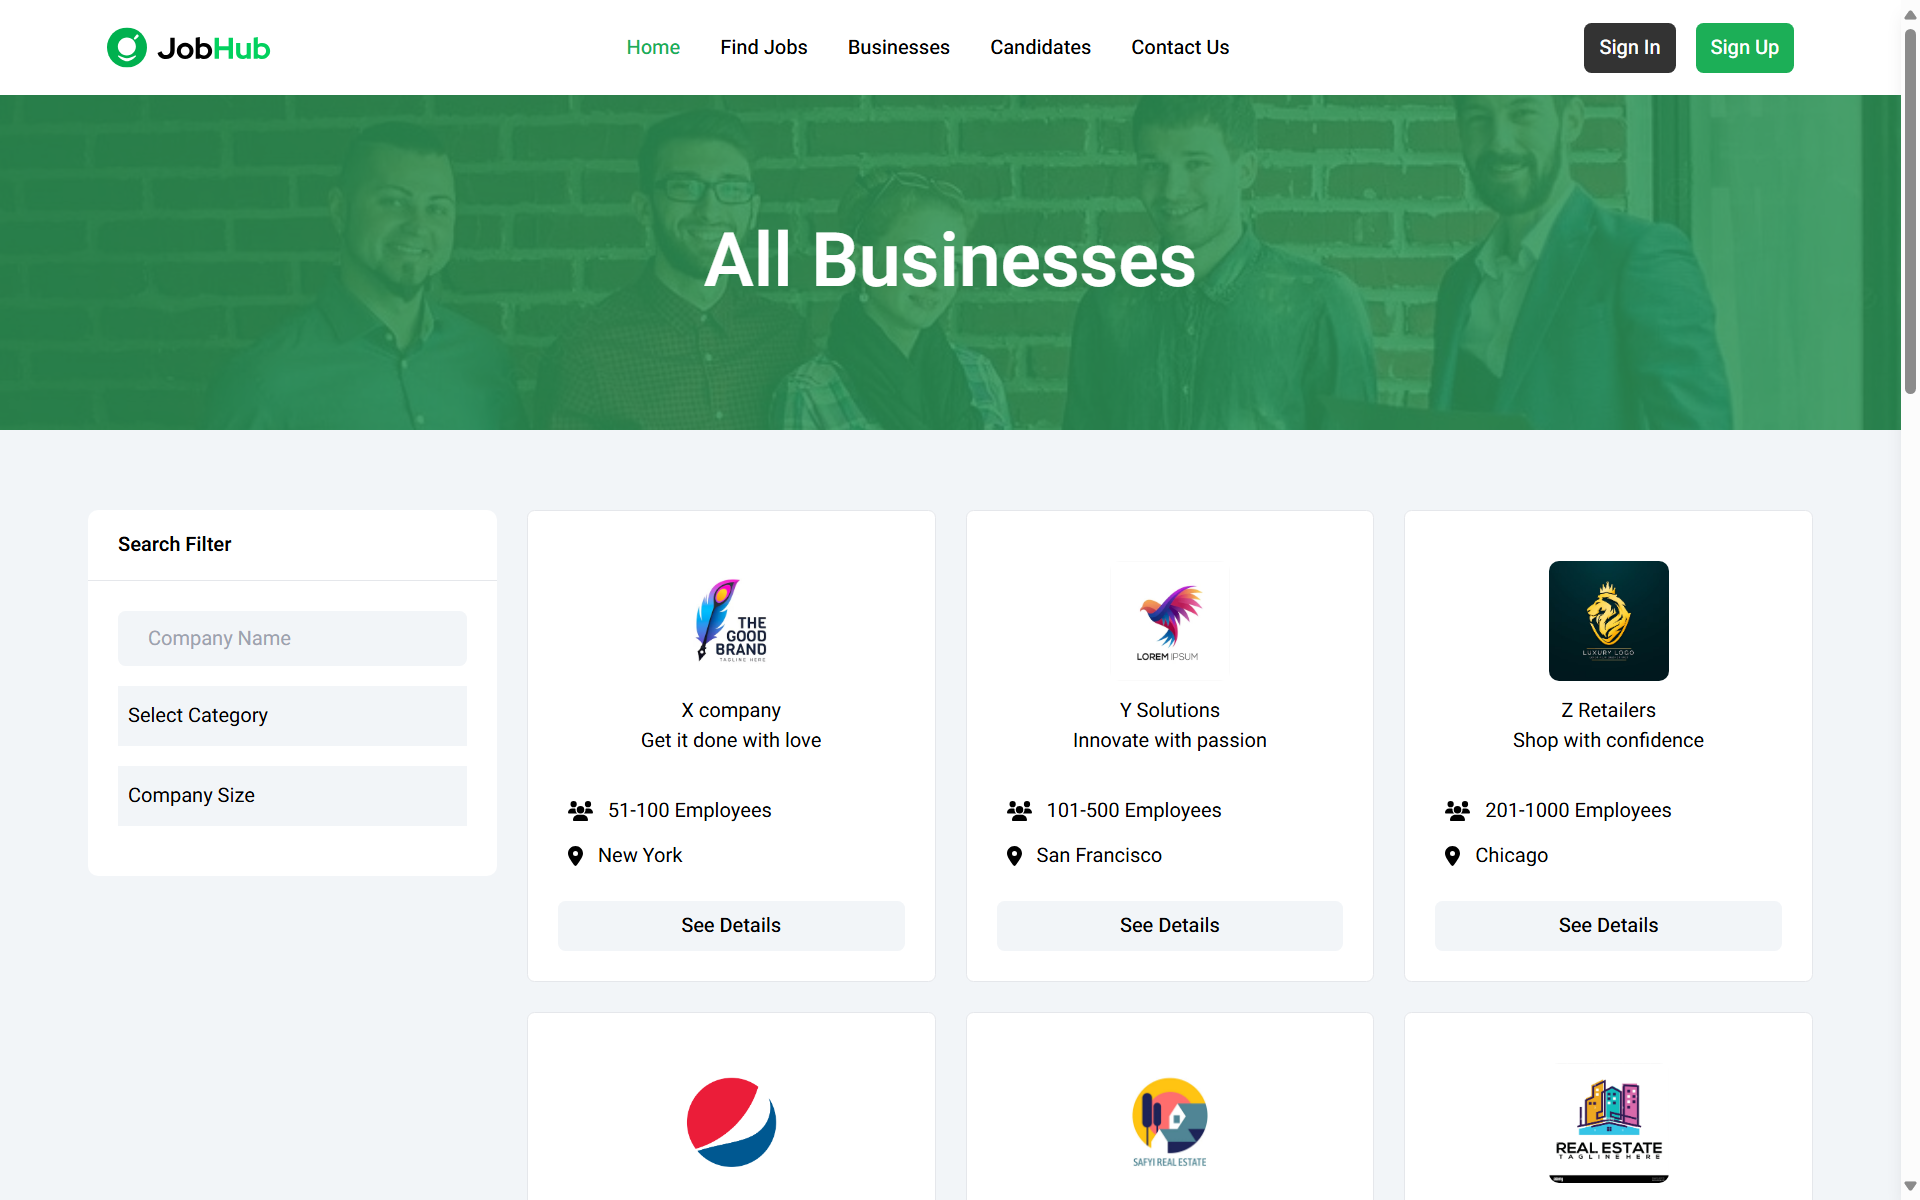 JobHub
Home
Find Jobs
Businesses
Candidates
Contact Us
Sign In
Sign Up
All Businesses
Search Filter
Company Name
Select Category
Company Size
THE
GOOD
BRAND
TAGLINE HERE
X company
Get it done with love
51-100 Employees
New York
See Details
LOREM IPSUM
Y Solutions
Innovate with passion
101-500 Employees
San Francisco
See Details
LUXURY LOGO
Z Retailers
Shop with confidence
201-1000 Employees
Chicago
See Details
SAFYI REAL ESTATE
REAL ESTATE
TAGLINE HERE